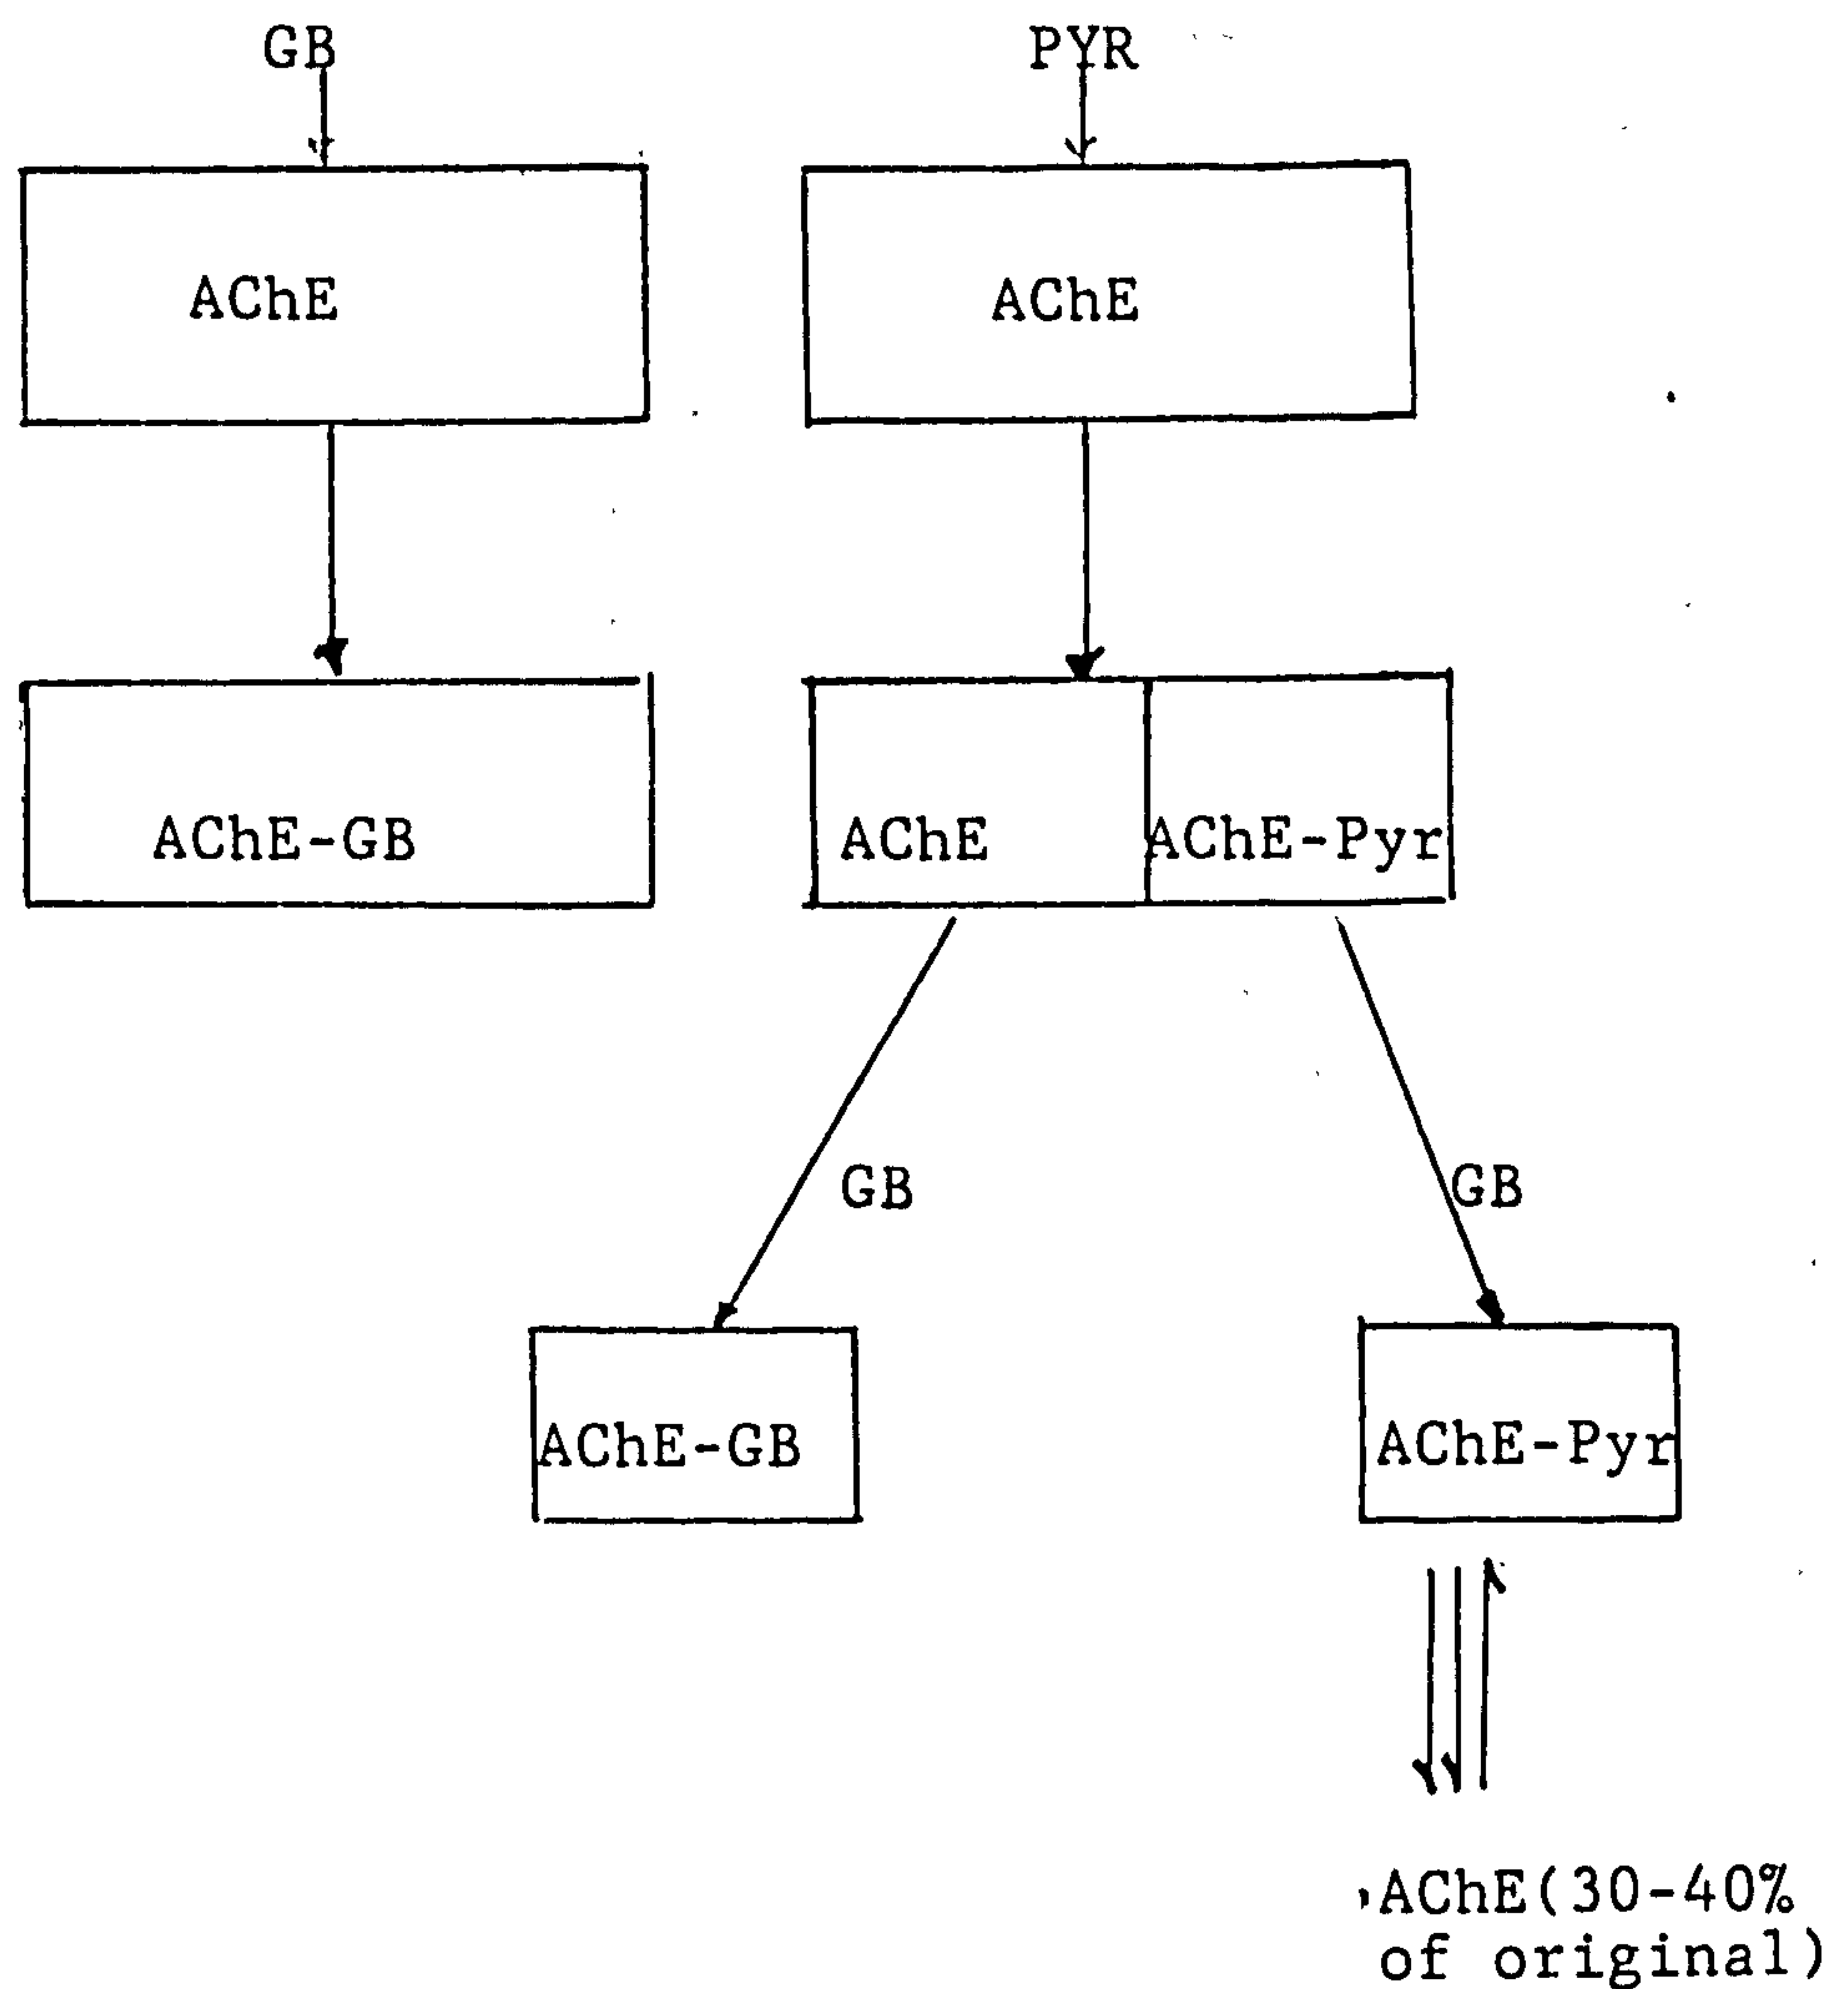 GB PYR
AChE AChE
AChE-GB AChE AChE-Pyr
GB GB
AChE-GB AChE-Pyr
AChE(30-40%
of original)